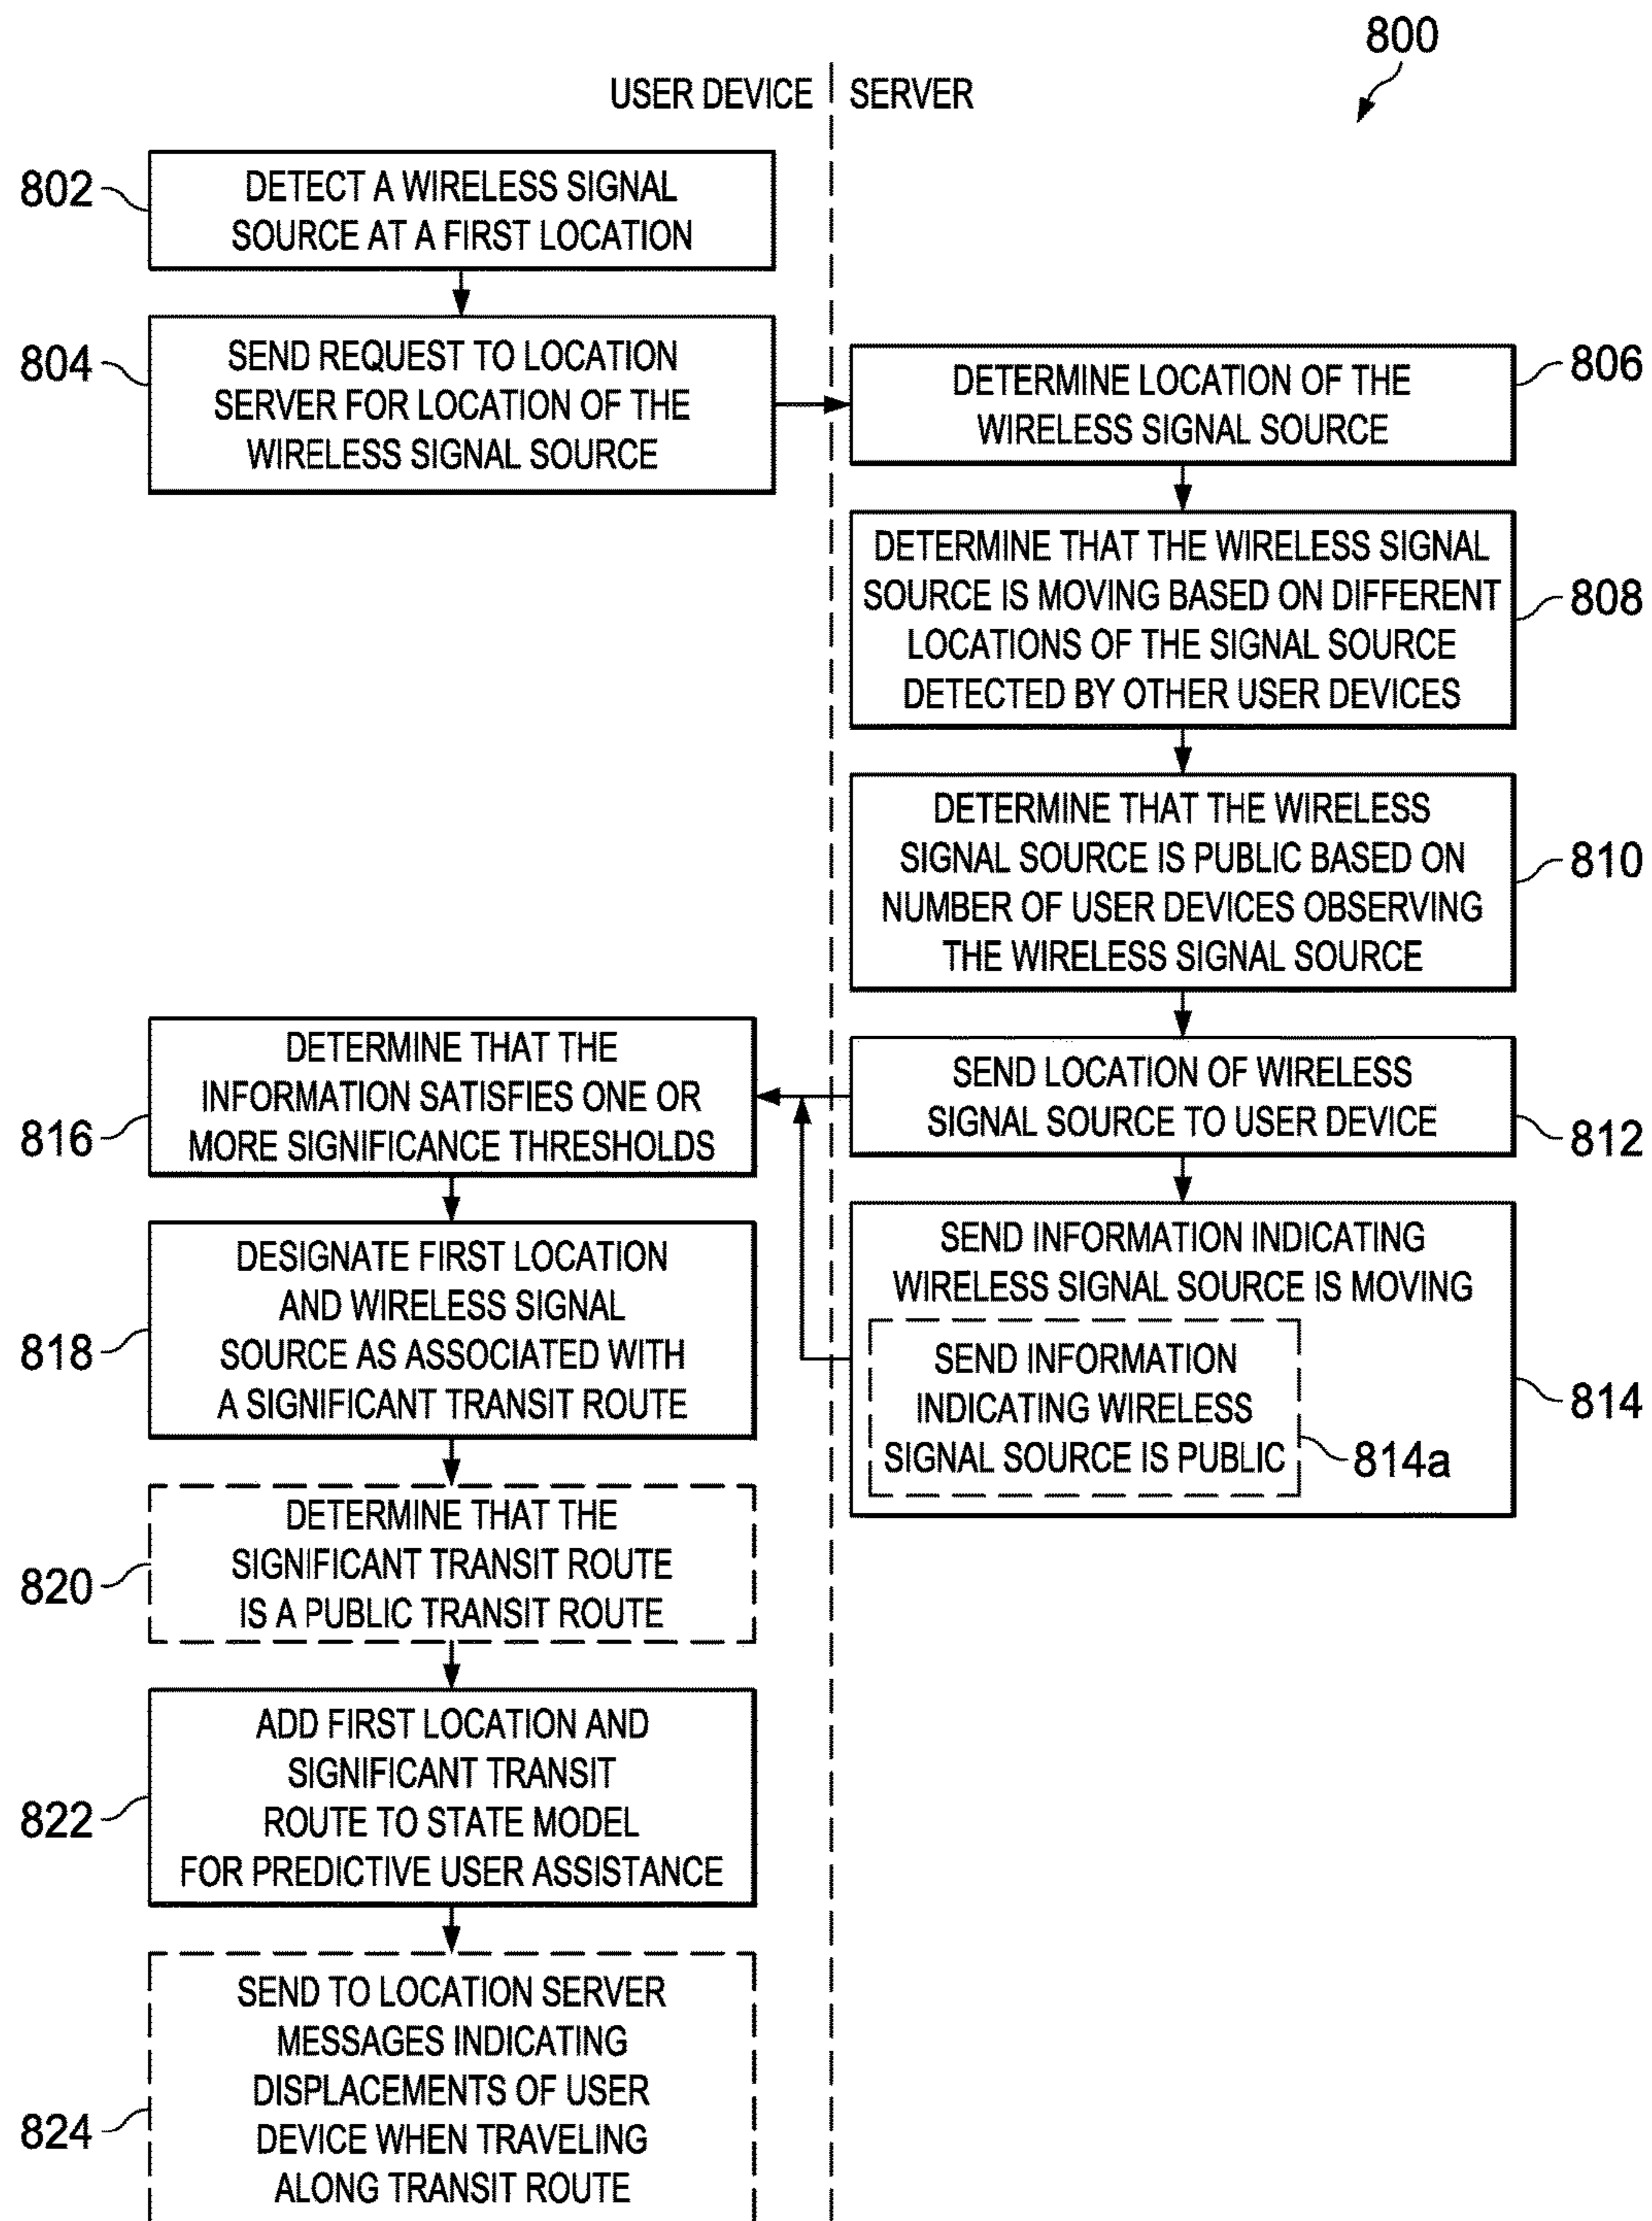 800
USER DEVICE
SERVER
802
DETECT A WIRELESS SIGNAL
SOURCE AT A FIRST LOCATION
804
SEND REQUEST TO LOCATION
SERVER FOR LOCATION OF THE
WIRELESS SIGNAL SOURCE
806
DETERMINE LOCATION OF THE
WIRELESS SIGNAL SOURCE
808
DETERMINE THAT THE WIRELESS SIGNAL
SOURCE IS MOVING BASED ON DIFFERENT
LOCATIONS OF THE SIGNAL SOURCE
DETECTED BY OTHER USER DEVICES
810
DETERMINE THAT THE WIRELESS
SIGNAL SOURCE IS PUBLIC BASED ON
NUMBER OF USER DEVICES OBSERVING
THE WIRELESS SIGNAL SOURCE
812
SEND LOCATION OF WIRELESS
SIGNAL SOURCE TO USER DEVICE
814
SEND INFORMATION INDICATING
WIRELESS SIGNAL SOURCE IS MOVING
814a
SEND INFORMATION
INDICATING WIRELESS
SIGNAL SOURCE IS PUBLIC
816
DETERMINE THAT THE
INFORMATION SATISFIES ONE OR
MORE SIGNIFICANCE THRESHOLDS
818
DESIGNATE FIRST LOCATION
AND WIRELESS SIGNAL
SOURCE AS ASSOCIATED WITH
A SIGNIFICANT TRANSIT ROUTE
820
DETERMINE THAT THE
SIGNIFICANT TRANSIT ROUTE
IS A PUBLIC TRANSIT ROUTE
822
ADD FIRST LOCATION AND
SIGNIFICANT TRANSIT
ROUTE TO STATE MODEL
FOR PREDICTIVE USER ASSISTANCE
824
SEND TO LOCATION SERVER
MESSAGES INDICATING
DISPLACEMENTS OF USER
DEVICE WHEN TRAVELING
ALONG TRANSIT ROUTE